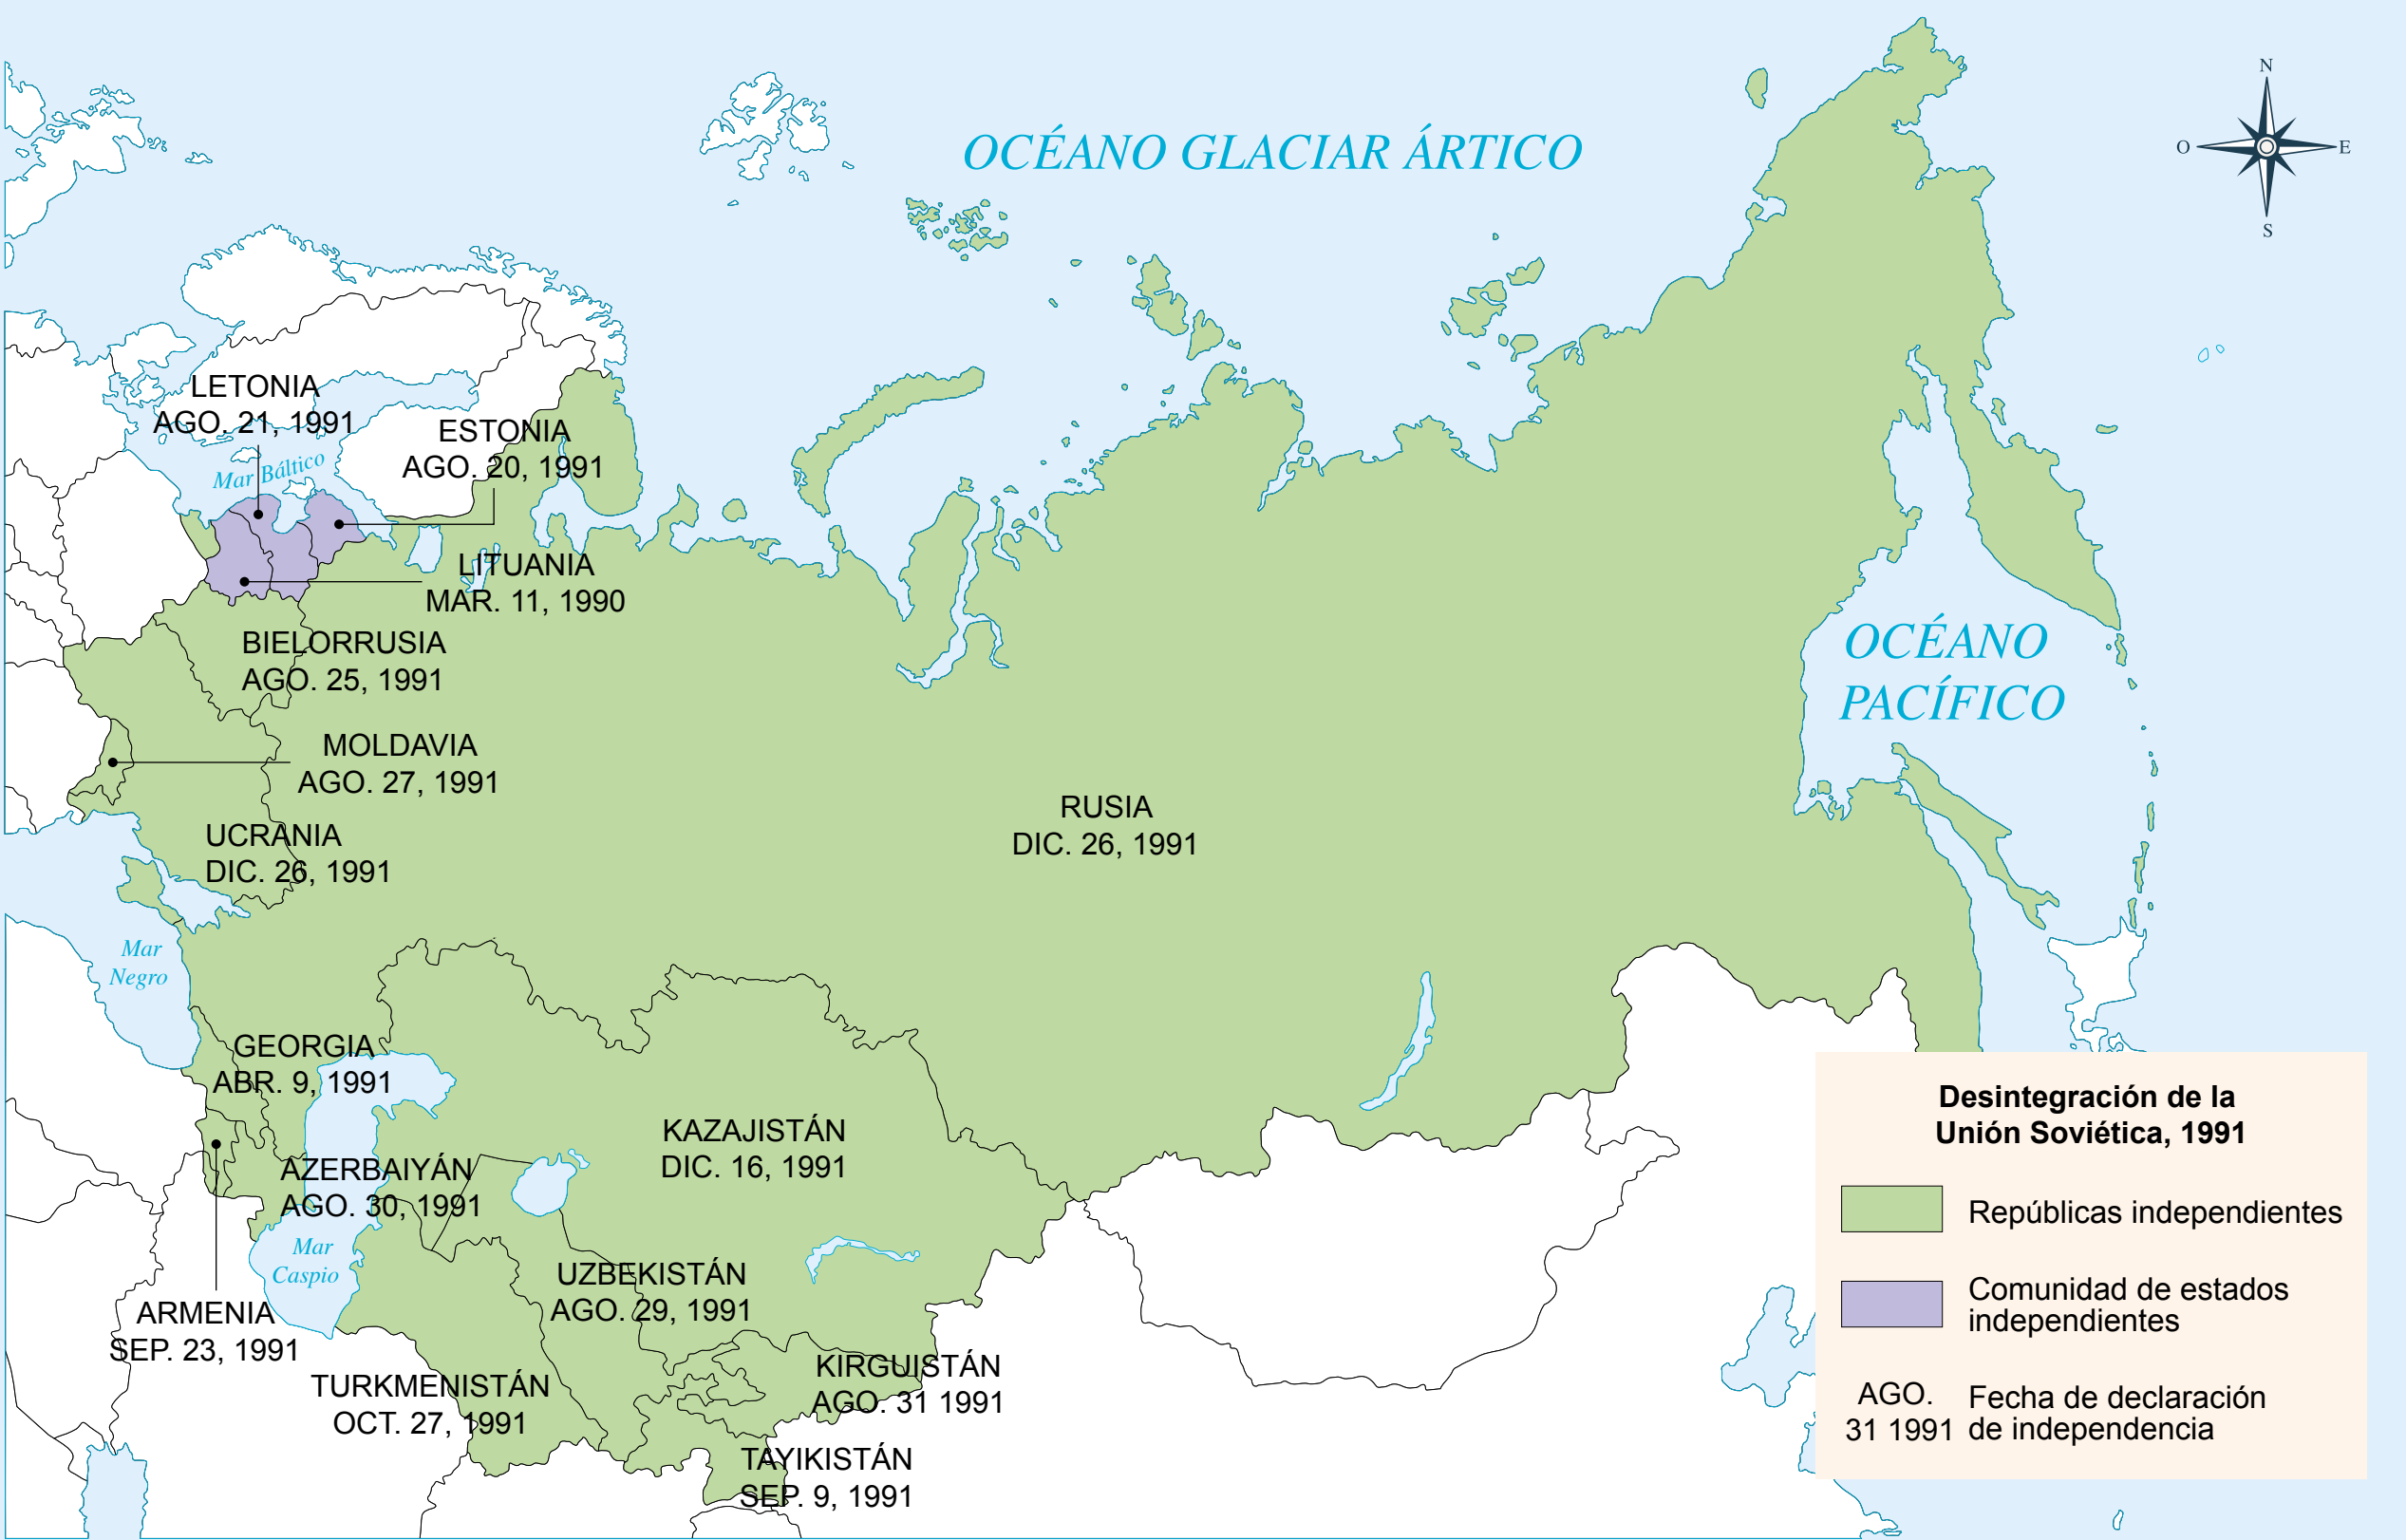 N
OCÉANO GLACIAR ÁRTICO
O
E
S
LETONIA
AGO. 21, 1991
ESTONIA
AGO. 20, 1991
Mar Báltico
LITUANIA
MAR. 11, 1990
BIELORRUSIA
AGO. 25, 1991
OCÉANO
PACÍFICO
MOLDAVIA
AGO. 27, 1991
RUSIA
DIC. 26, 1991
UCRANIA
DIC. 26, 1991
Mar
Negro
GEORGIA
ABR. 9, 1991
KAZAJISTÁN
DIC. 16, 1991
AZERBAIYÁN
AGO. 30, 1991
Mar
Caspio
UZBEKISTÁN
AGO. 29, 1991
ARMENIA
SEP. 23, 1991
KIRGUISTÁN
AGO. 31 1991
TURKMENISTÁN
OCT. 27, 1991
TAYIKISTÁN
SEP. 9, 1991
Desintegración de la
Unión Soviética, 1991
Repúblicas independientes
Comunidad de estados
independientes
AGO.
31 1991
Fecha de declaración
de independencia